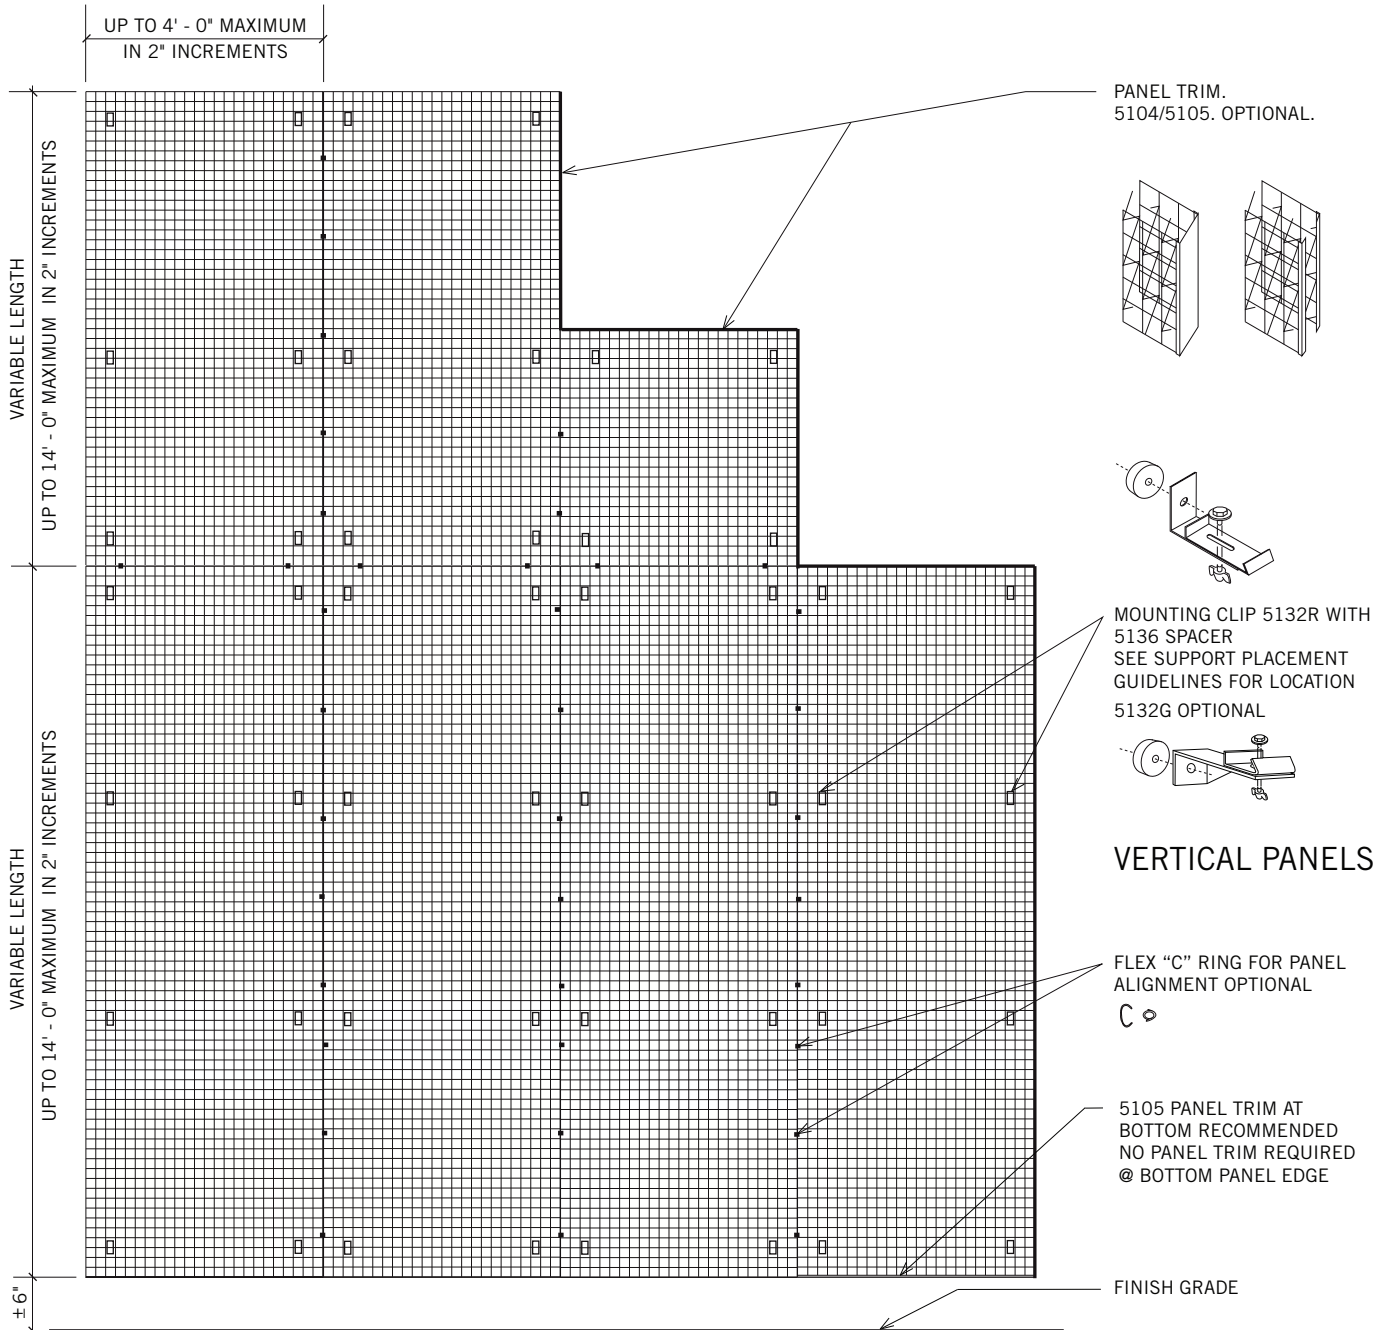 UP TO 4' - 0" MAXIMUM
IN 2" INCREMENTS
PANEL TRIM.
5104/5105. OPTIONAL.
VARIABLE LENGTH
UP TO 14' - 0" MAXIMUM IN 2" INCREMENTS
MOUNTING CLIP 5132R WITH
5136 SPACER
SEE SUPPORT PLACEMENT
GUIDELINES FOR LOCATION
5132G OPTIONAL
VERTICAL PANELS
VARIABLE LENGTH
UP TO 14' - 0" MAXIMUM IN 2" INCREMENTS
FLEX “C” RING FOR PANEL
ALIGNMENT OPTIONAL
5105 PANEL TRIM AT
BOTTOM RECOMMENDED
NO PANEL TRIM REQUIRED
@ BOTTOM PANEL EDGE
FINISH GRADE
± 6"